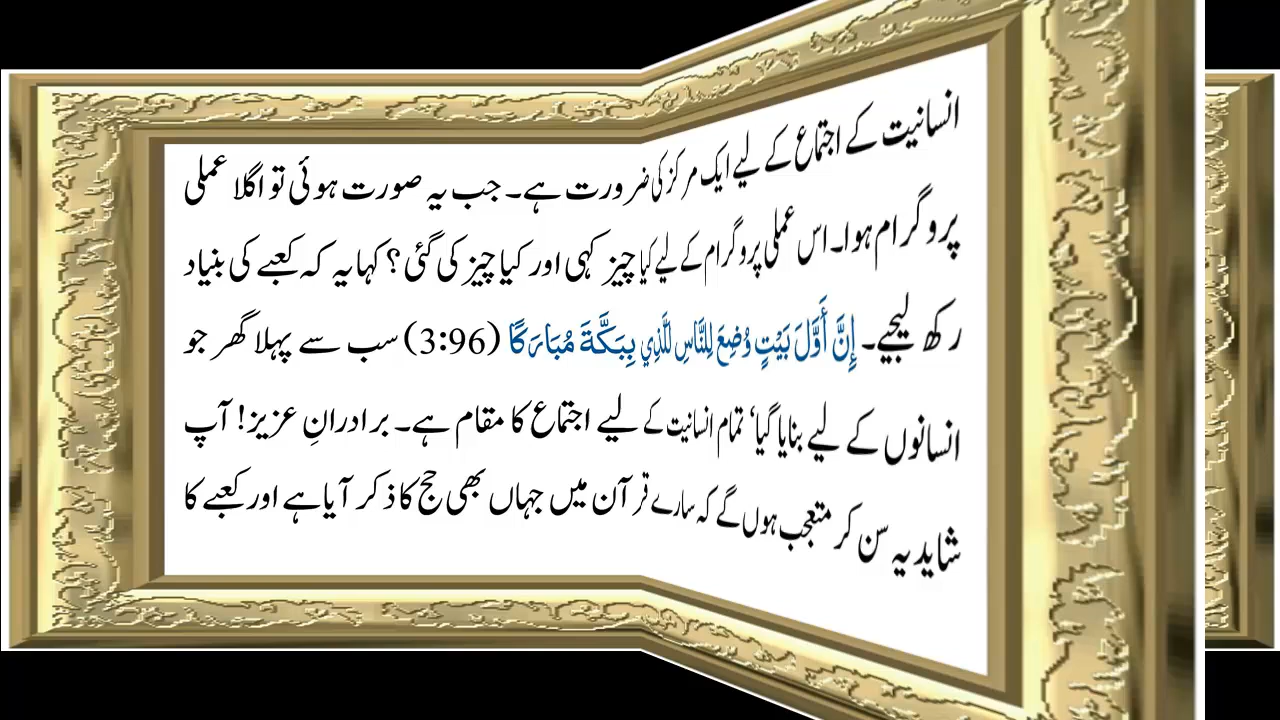 انسانیت کے اجتماع کے لیے ایک مرکز کی ضرورت ہے۔ جب یہ صورت ہوئی تو اگلا عملی
پروگرام ہوا۔ اس عملی پروگرام کے لیے کیا چیز کہی اور کیا چیز کی گئی؟ کہا یہ کہ کعبے کی بنیاد
رکھ لیجیے۔ إِنَّ أَوَّلَ بَيْتٍ وُضِعَ لِلنَّاسِ لَلَّذِي بِبَكَّةَ مُبَارَكًا (3:96) سب سے پہلا گھر جو
انسانوں کے لیے بنایا گیا‘ تمام انسانیت کے لیے اجتماع کا مقام ہے۔ برادرانِ عزیز! آپ
شاید یہ سن کر متعجب ہوں گے کہ سارے قرآن میں جہاں بھی حج کا ذکر آیا ہے اور کعبے کا